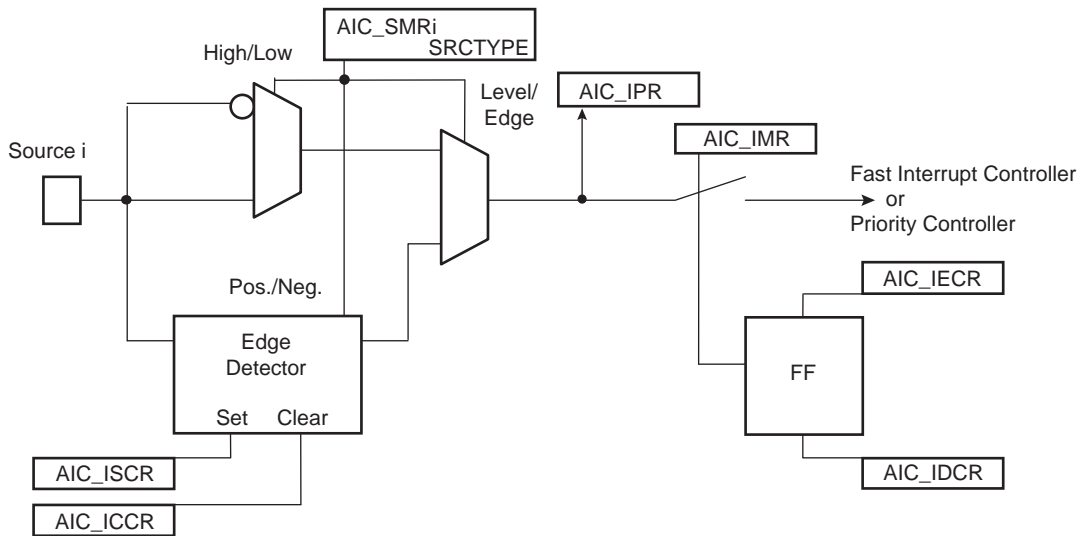 AIC_SMRi
SRCTYPE
High/Low
Level/
Edge
AIC_IPR
AIC_IMR
Source i
Fast Interrupt Controller
or
Priority Controller
Pos./Neg.
AIC_IECR
Edge
Detector
FF
Set Clear
AIC_ISCR
AIC_IDCR
AIC_ICCR